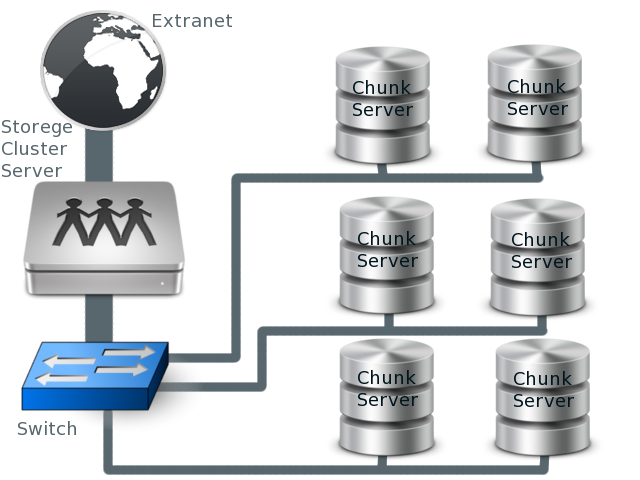 Extranet
Storege
Cluster
Server
Chunk
Server
Chunk
Server
Chunk
Server
Chunk
Server
Chunk
Server
Chunk
Server
Switch